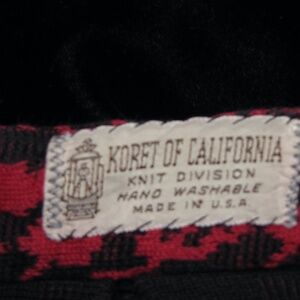 KORET OF CALIFORNIA
KNIT DIVISION
HAND WASHABLE
MADE IN U.S.A.